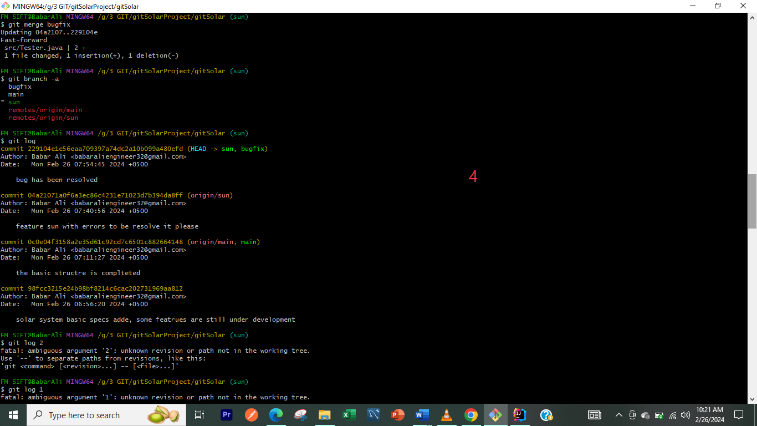 MINGW64:/g/3 GIT/gitSolarProject/gitSolar
FM SIFT@BabarAli MINGW64 /g/3 GIT/gitSolarProject/gitSolar (sun)
$ git merge bugfix
Updating 04a2107..229104e
Fast-forward
src/Tester.java | 2 +
1 file changed, 1 insertion(+), 1 deletion(-)
FM SIFT@BabarAli MINGW64 /g/3 GIT/gitSolarProject/gitSolar (sun)
$ git branch -a
bugfix
main
* sun
remotes/origin/main
remotes/origin/sun
FM SIFT@BabarAli MINGW64 /g/3 GIT/gitSolarProject/gitSolar (sun)
$ git log
commit (HEAD -> sun, bugfix)
Author: Babar Ali <babaraliengineer32@gmail.com>
Date: Mon Feb 26 07:54:45 2024 +0500
bug has been resolved
4
commit (origin/sun)
Author: Babar Ali <babaraliengineer32@gmail.com>
Date: Mon Feb 26 07:40:56 2024 +0500
feature sun with errors to be resolve it please
commit (origin/main, main)
Author: Babar Ali <babaraliengineer32@gmail.com>
Date: Mon Feb 26 07:11:27 2024 +0500
the basic structre is complteted
commit
Author: Babar Ali <babaraliengineer32@gmail.com>
Date: Mon Feb 26 06:56:20 2024 +0500
solar system basic specs adde, some featrues are still under development
FM SIFT@BabarAli MINGW64 /g/3 GIT/gitSolarProject/gitSolar (sun)
$ git log 2
fatal: ambiguous argument '2': unknown revision or path not in the working tree.
Use '--' to separate paths from revisions, like this:
'git <command> [<revision>...] -- [<file>...]'
FM SIFT@BabarAli MINGW64 /g/3 GIT/gitSolarProject/gitSolar (sun)
$ git log 1
fatal: ambiguous argument '1': unknown revision or path not in the working tree.
Type here to search
10:21 AM
2/26/2024